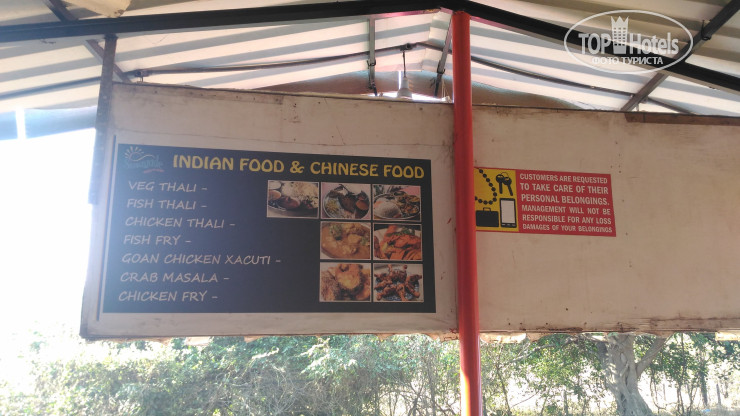 TOPHotels
ФОТО ТУРИСТА
INDIAN FOOD & CHINESE FOOD
VEG THALI -
FISH THALI -
CHICKEN THALI -
FISH FRY -
GOAN CHICKEN XACUTI -
CRAB MASALA -
CHICKEN FRY -
CUSTOMERS ARE REQUESTED
TO TAKE CARE OF THEIR
PERSONAL BELONGINGS.
MANAGEMENT WILL NOT BE
RESPONSIBLE FOR ANY LOSS
DAMAGES OF YOUR BELONGINGS